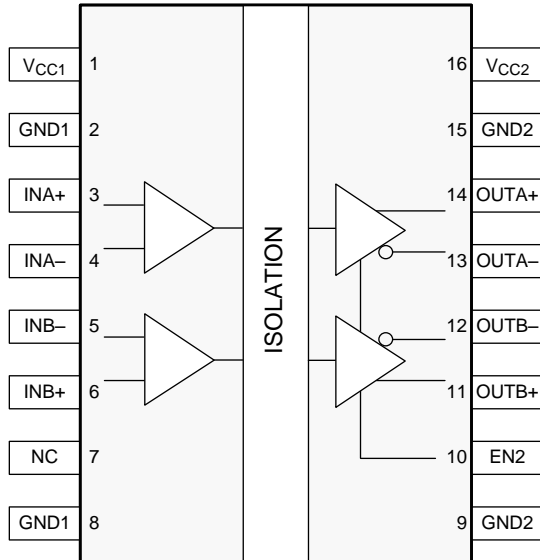 VCC1 1 16 VCC2
GND1 2 15 GND2
INA+ 3 14 OUTA+
INA– 4 13 OUTA–
INB– 5 12 OUTB–
INB+ 6 11 OUTB+
NC 7 10 EN2
GND1 8 9 GND2
ISOLATION